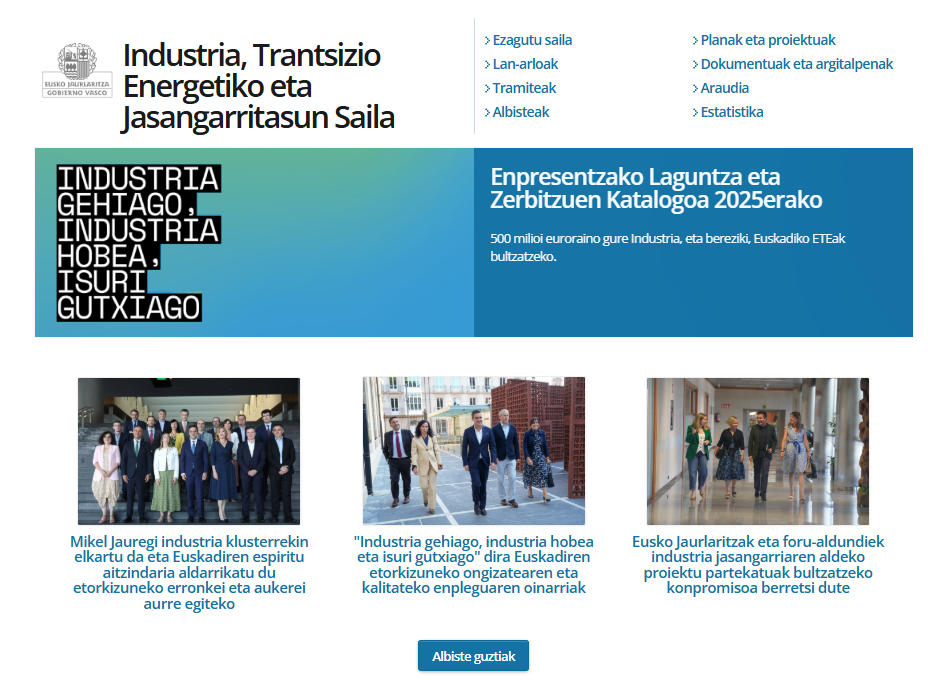 EUSKO JAURLARITZA
GOBIERNO VASCO
Industria, Trantsizio
Energetiko eta
Jasangarritasun Saila
Ezagutu saila
Lan-arloak
Tramiteak
Albisteak
Planak eta proiektuak
Dokumentuak eta argitalpenak
Araudia
Estatistika
INDUSTRIA
GEHIAGO,
INDUSTRIA
HOBEA,
ISURI
GUTXIAGO
Enpresentzako Laguntza eta
Zerbitzuen Katalogoa 2025erako
500 milioi euroraino gure Industria, eta bereziki, Euskadiko ETEak
bultzatzeko.
Mikel Jauregi industria klusterrekin
elkartu da eta Euskadiren espiritu
aitzindaria aldarrikatu du
etorkizuneko erronkei eta aukerei
aurre egiteko
"Industria gehiago, industria hobea
eta isuri gutxiago" dira Euskadiren
etorkizuneko ongizatearen eta
kalitateko enpleguaren oinarriak
Eusko Jaurlaritzak eta foru-aldundiek
industria jasangarriaren aldeko
proiektu partekatuak bultzatzeko
konpromisoa berretsi dute
Albiste guztiak